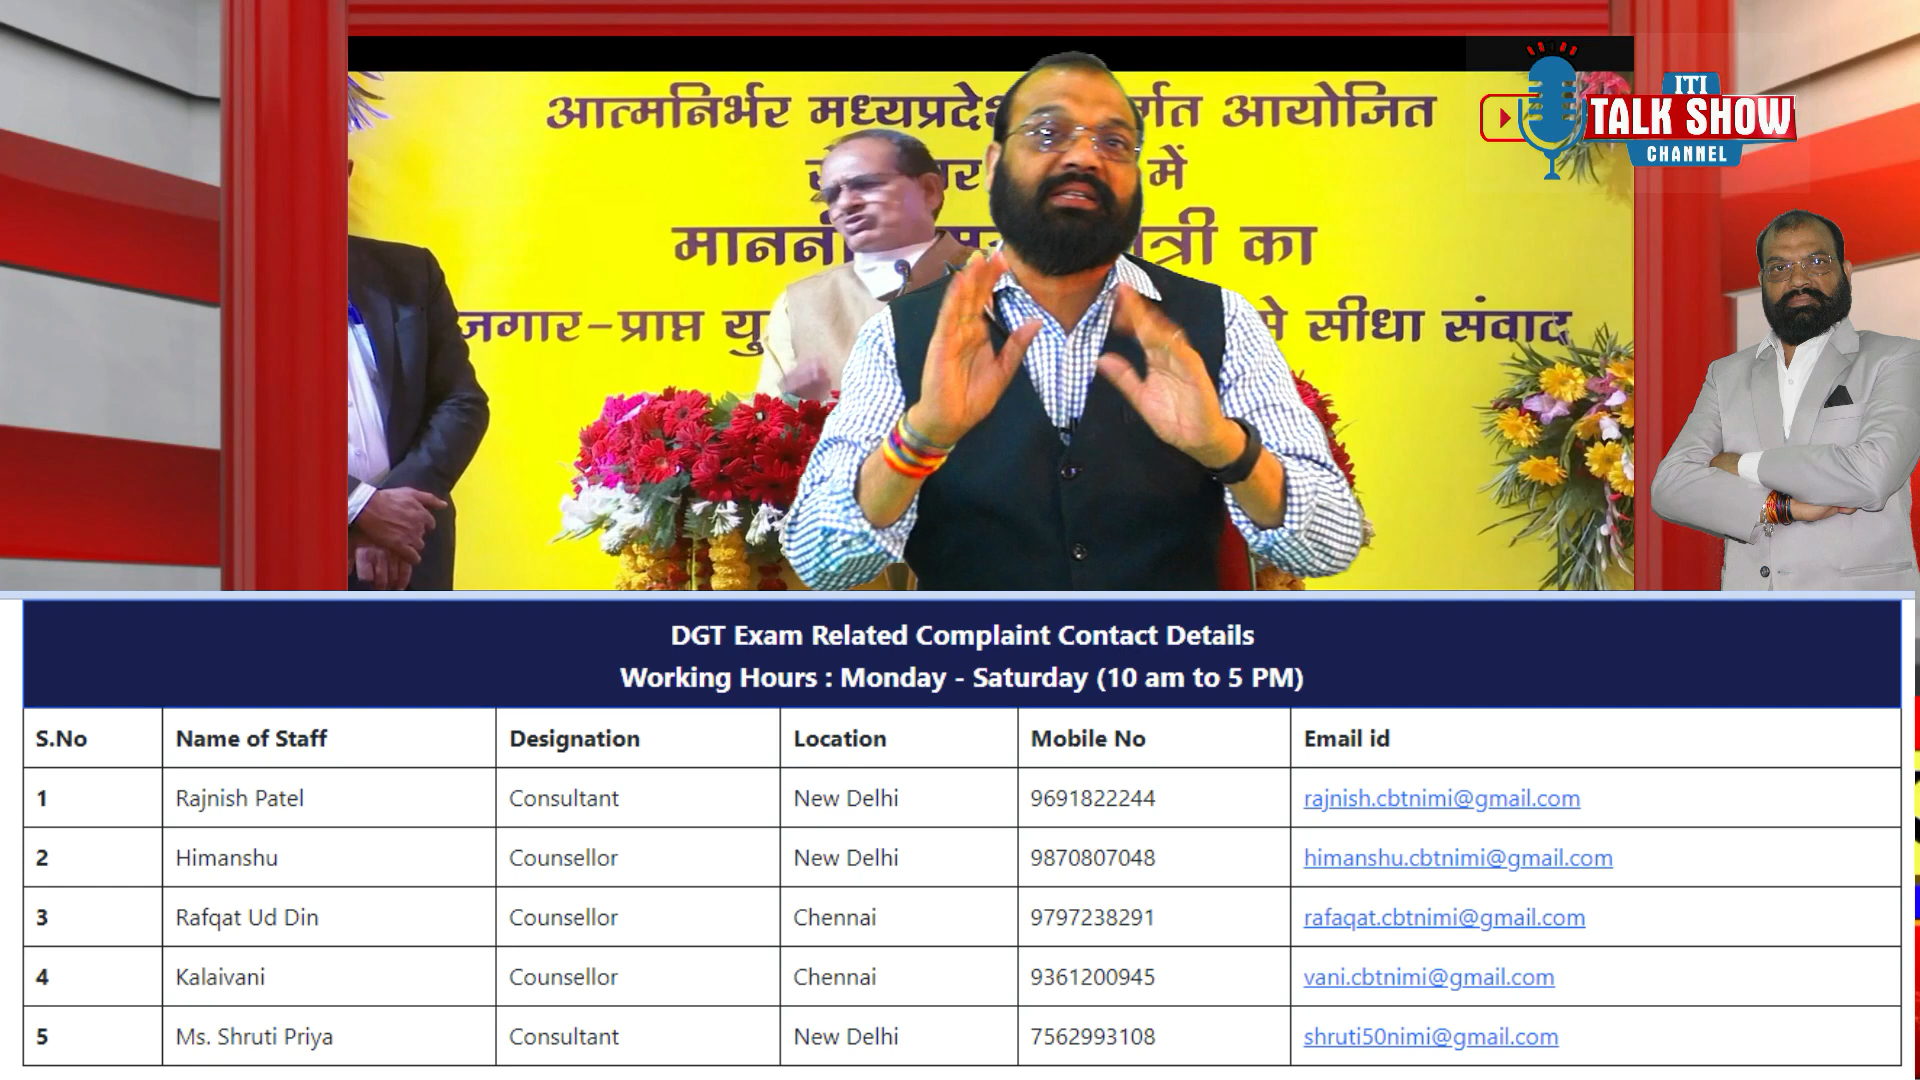 आत्मनिर्भर मध्यप्रदेश र्गत आयोजित
में
का
सीधा संवाद
ITI
TALK SHOW
CHANNEL
DGT Exam Related Complaint Contact Details
Working Hours : Monday - Saturday (10 am to 5 PM)
S.No Name of Staff Designation Location Mobile No Email id
1 Rajnish Patel Consultant New Delhi 9691822244 rajnish.cbtnimi@gmail.com
2 Himanshu Counsellor New Delhi 9870807048 himanshu.cbtnimi@gmail.com
3 Rafqat Ud Din Counsellor Chennai 9797238291 rafaqat.cbtnimi@gmail.com
4 Kalaivani Counsellor Chennai 9361200945 vani.cbtnimi@gmail.com
5 Ms. Shruti Priya Consultant New Delhi 7562993108 shruti50nimi@gmail.com